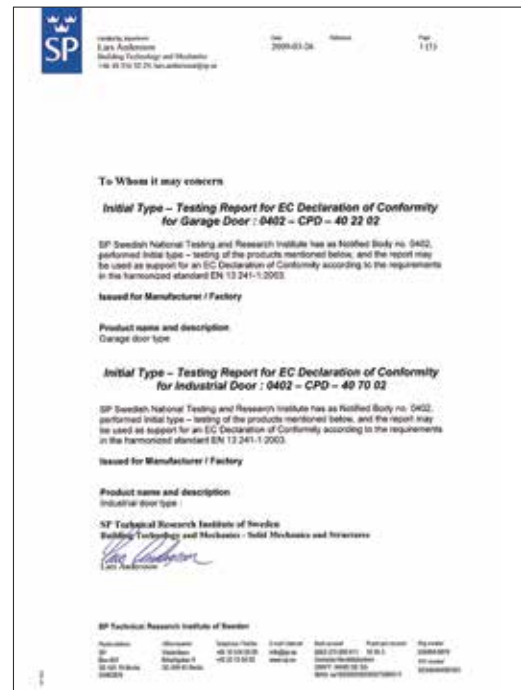 SP
Lars Andersson
Building Technology and Mechanics
Date
2009-03-26
Reference
Page
1 (1)
To Whom it may concern
Initial Type – Testing Report for EC Declaration of Conformity
for Garage Door : 0402 – CPD – 40 22 02
SP Swedish National Testing and Research Institute has as Notified Body no. 0402,
performed Initial type – testing of the products mentioned below, and the report may
be used as support for an EC Declaration of Conformity according to the requirements
in the harmonized standard EN 13 241-1:2003.
Issued for Manufacturer / Factory
Product name and description
Garage door type
Initial Type – Testing Report for EC Declaration of Conformity
for Industrial Door : 0402 – CPD – 40 70 02
SP Swedish National Testing and Research Institute has as Notified Body no. 0402,
performed Initial type – testing of the products mentioned below, and the report may
be used as support for an EC Declaration of Conformity according to the requirements
in the harmonized standard EN 13 241-1:2003.
Issued for Manufacturer / Factory
Product name and description
Industrial door type :
SP Technical Research Institute of Sweden
Building Technology and Mechanics - Solid Mechanics and Structures
Lars Andersson
SP Technical Research Institute of Sweden